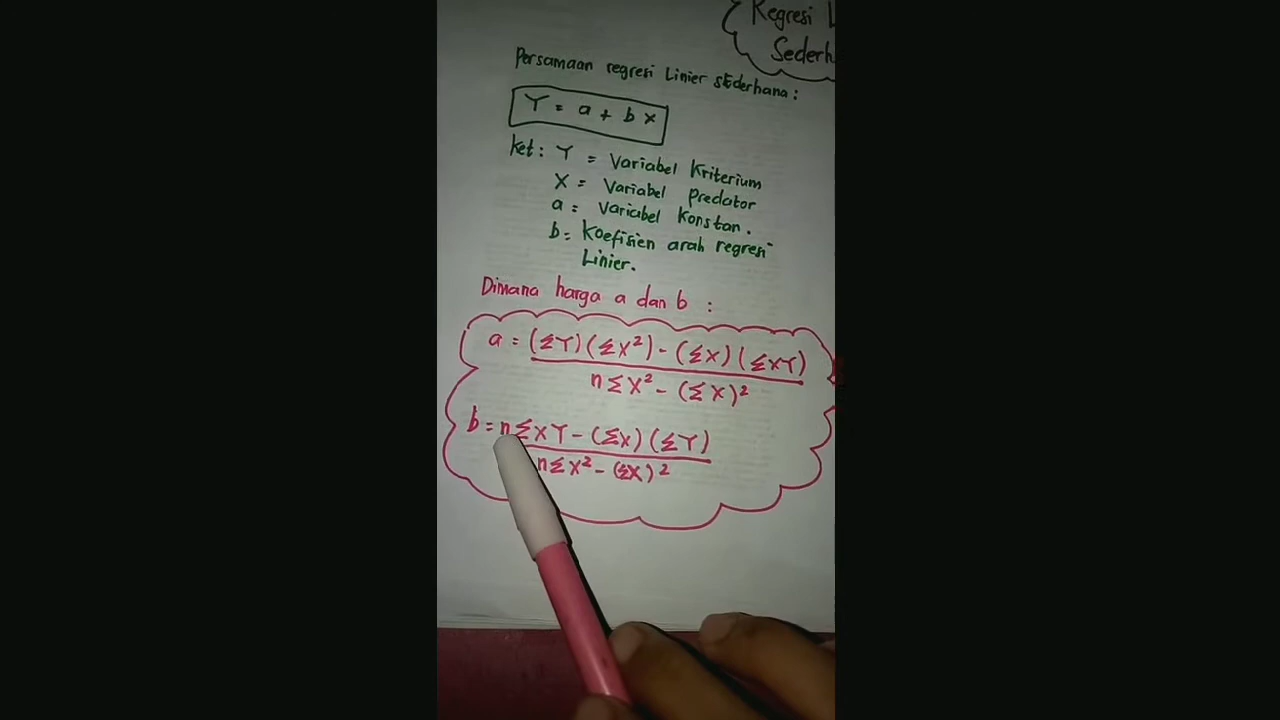 Regresi
Sederh
Persamaan regresi Linier sederhana :
Y = a + b x
Ket : Y = Variabel Kriterium
X = Variabel Predator
a = Variabel Konstan.
b = Koefisien arah regresi
Linier.
Dimana harga a dan b :
a = (ΣY)(ΣX²) - (ΣX)(ΣXY)
nΣX² - (ΣX)²
b = nΣXY - (ΣX)(ΣY)
nΣX² - (ΣX)²